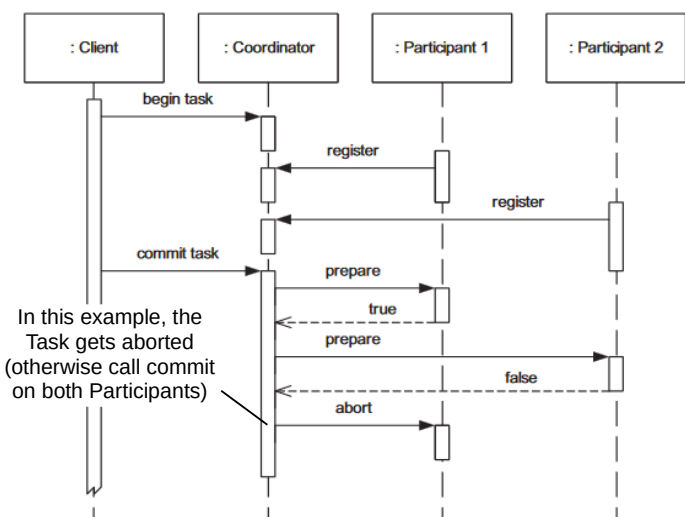 : Client
: Coordinator
: Participant 1
: Participant 2
begin task
register
register
commit task
prepare
true
prepare
false
abort
In this example, the
Task gets aborted
(otherwise call commit
on both Participants)